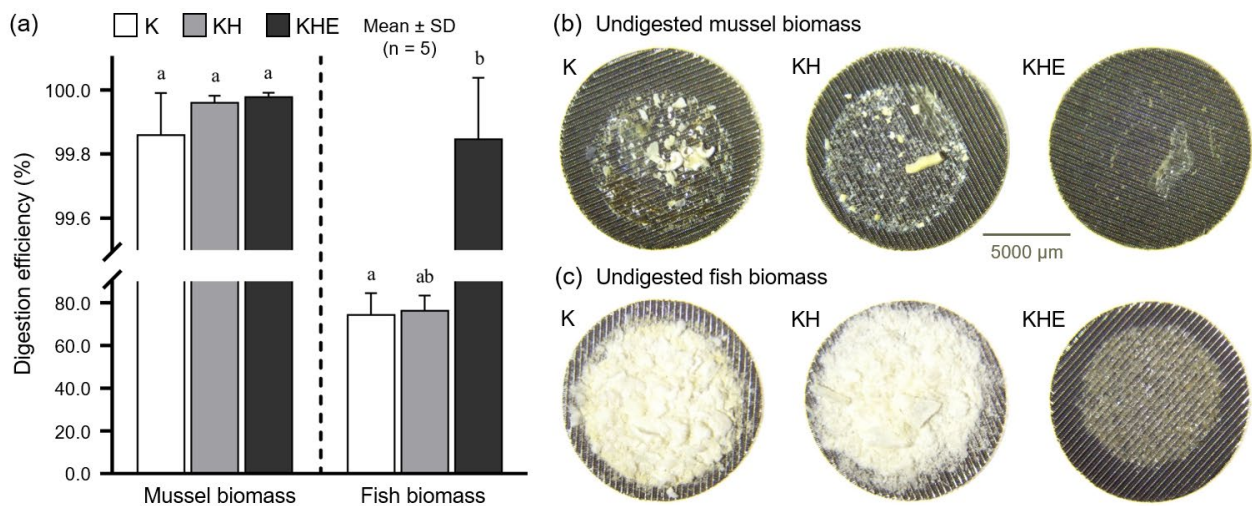 (a)
K
KH
KHE
Mean ± SD
(n = 5)
Digestion efficiency (%)
100.0
99.8
99.6
80.0
60.0
40.0
20.0
0.0
a
a
a
a
ab
b
Mussel biomass
Fish biomass
(b) Undigested mussel biomass
K
KH
KHE
5000 μm
(c) Undigested fish biomass
K
KH
KHE